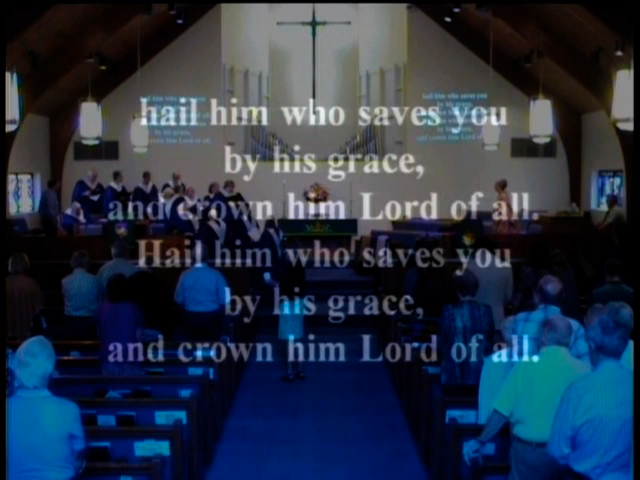 hail him who saves you
by his grace,
and crown him Lord of all.
Hail him who saves you
by his grace,
and crown him Lord of all.